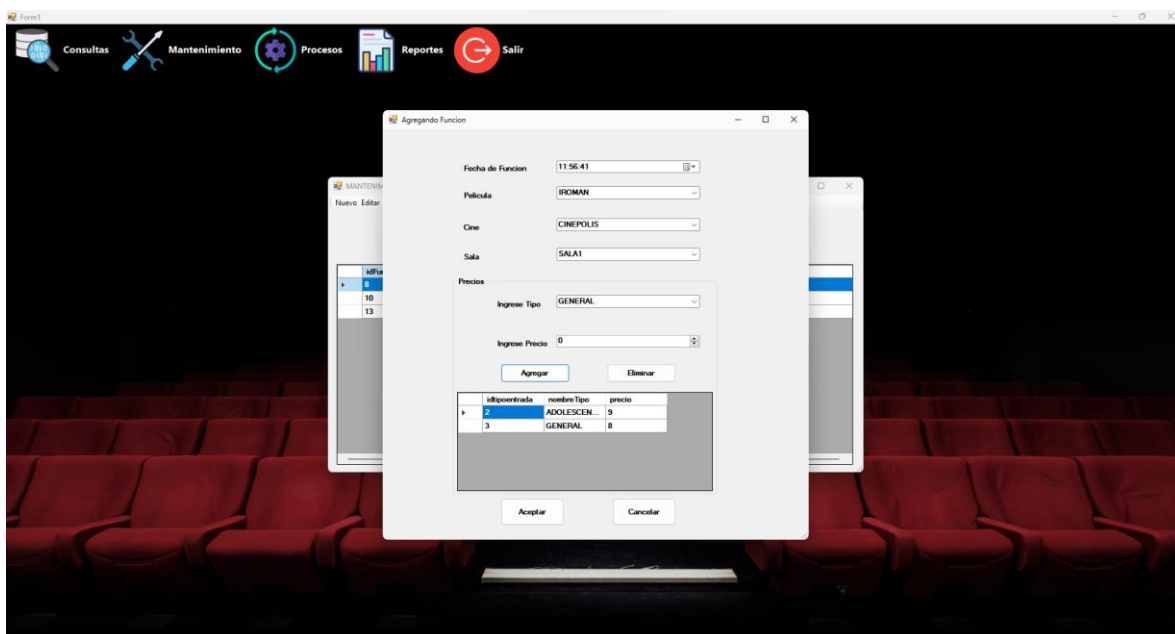 Form1
Consultas Mantenimiento Procesos Reportes Salir
Agregando Funcion
Fecha de Funcion 11:56:41
Pelicula IROMAN
Cine CINEPOLIS
Sala SALA1
Precios
Ingrese Tipo GENERAL
Ingrese Precio 0
Agregar Eliminar
idtipoentrada nombreTipo precio
2 ADOLESCEN... 9
3 GENERAL 8
Aceptar Cancelar
MANTENIM
Nuevo Editar
idFu
8
10
13